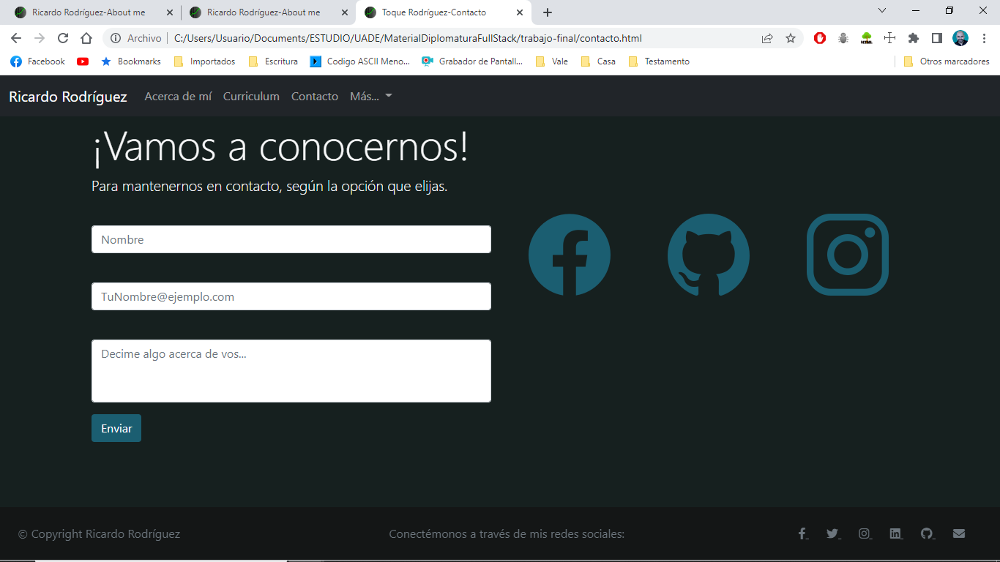 Ricardo Rodríguez-About me
Ricardo Rodríguez-About me
Toque Rodríguez-Contacto
Archivo
C:/Users/Usuario/Documents/ESTUDIO/UADE/MaterialDiplomaturaFullStack/trabajo-final/contacto.html
HTML
Facebook
Bookmarks
Importados
Escritura
Codigo ASCII Meno...
Grabador de Pantall...
Vale
Casa
Testamento
Otros marcadores
Ricardo Rodríguez
Acerca de mí
Curriculum
Contacto
Más...
¡Vamos a conocernos!
Para mantenernos en contacto, según la opción que elijas.
Nombre
TuNombre@ejemplo.com
Decime algo acerca de vos...
Enviar
© Copyright Ricardo Rodríguez
Conectémonos a través de mis redes sociales: